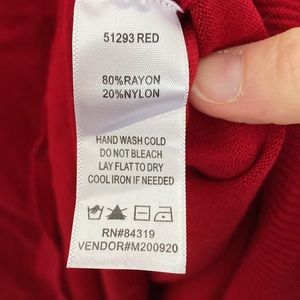 51293 RED
80%RAYON
20%NYLON
HAND WASH COLD
DO NOT BLEACH
LAY FLAT TO DRY
COOL IRON IF NEEDED
RN#84319
VENDOR#M200920